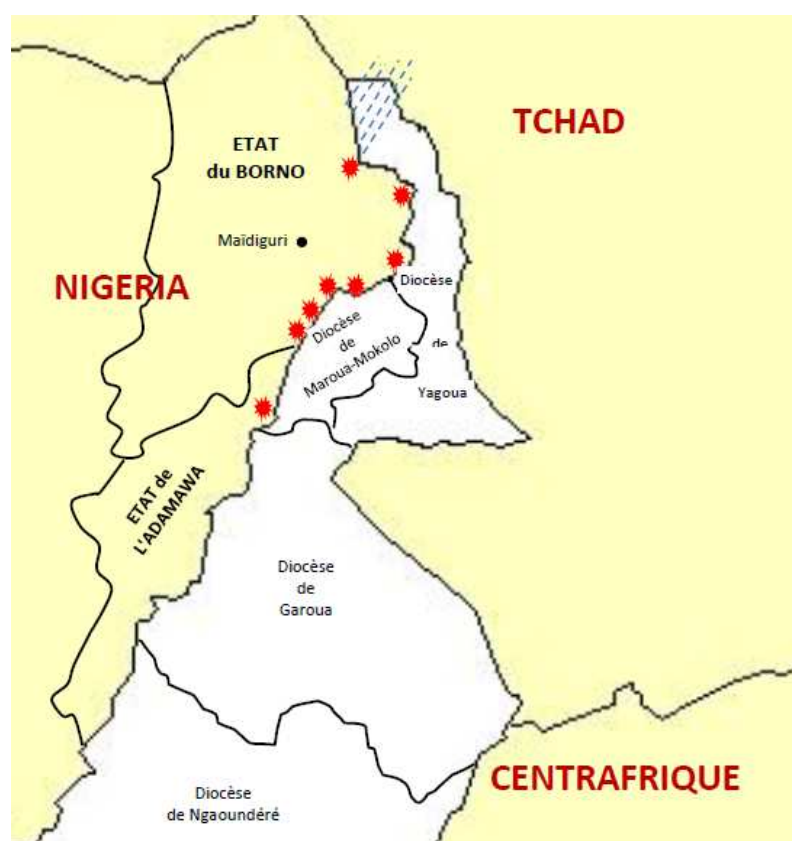 TCHAD
ETAT
du BORNO
Maïdiguri
NIGERIA
Diocèse
de
Yagoua
Diocèse
de
Maroua-Mokolo
ETAT de
L'ADAMAWA
Diocèse
de
Garoua
CENTRAFRIQUE
Diocèse
de Ngaoundéré